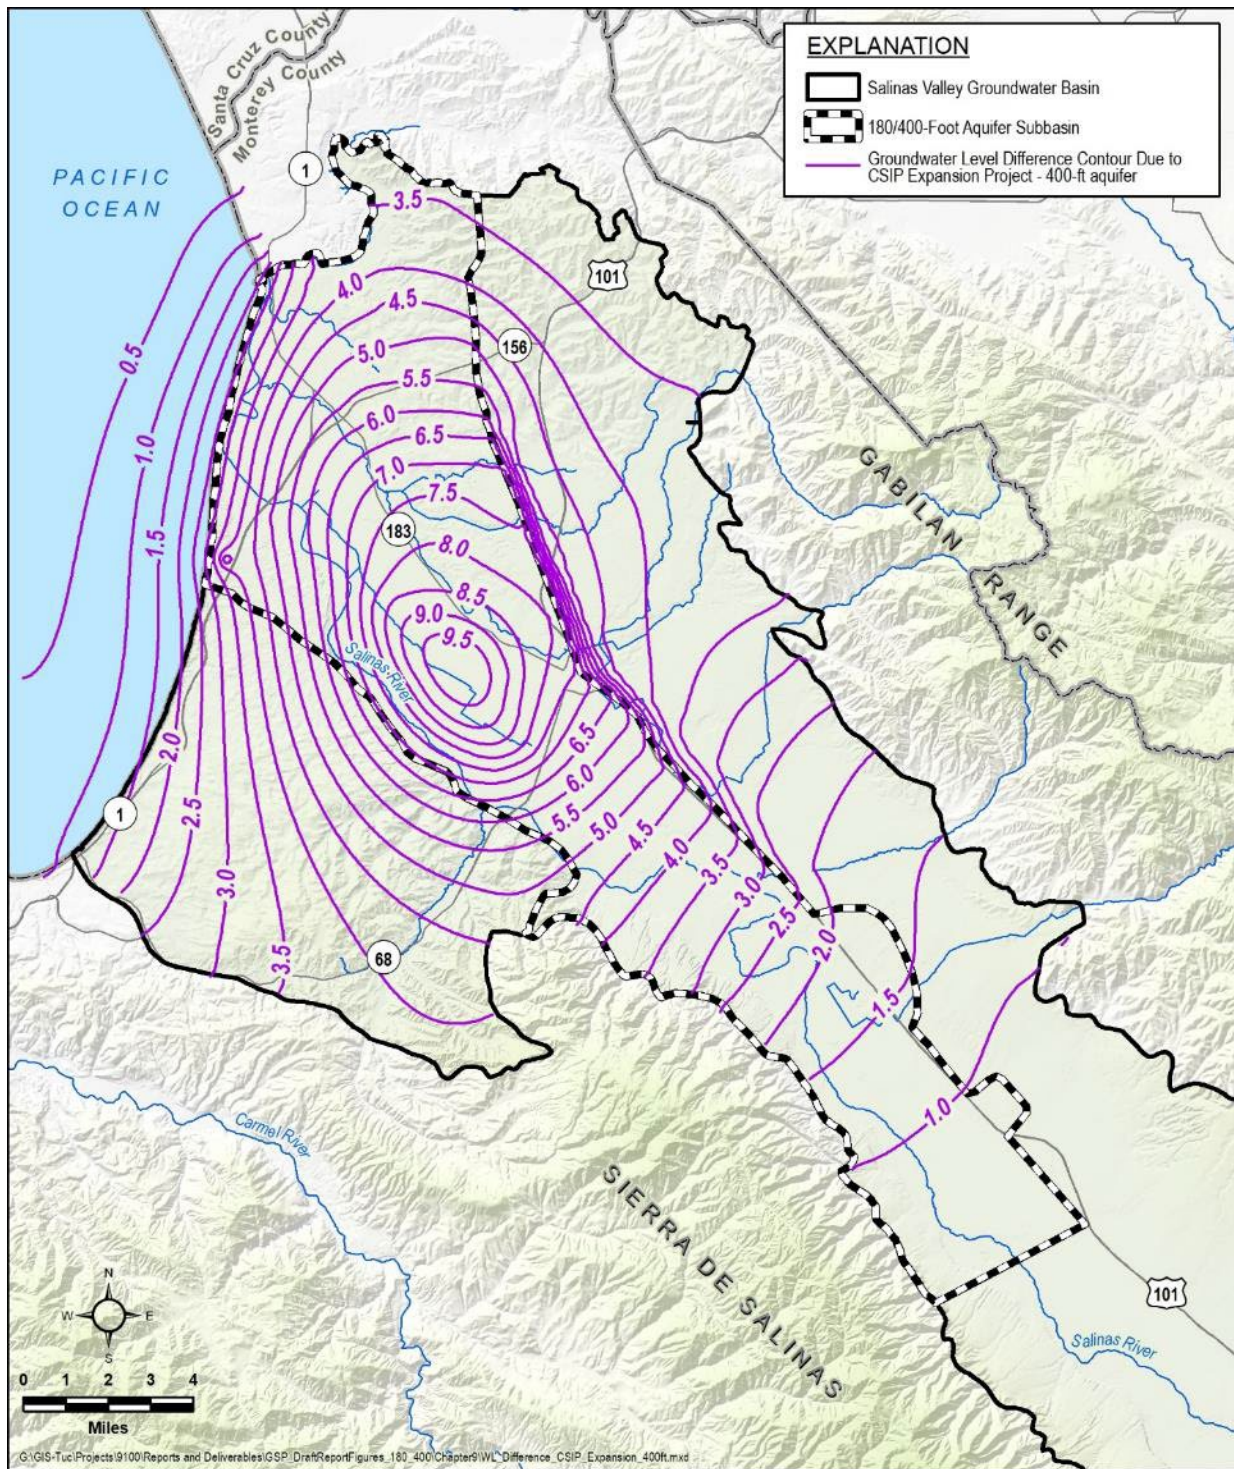 EXPLANATION
Salinas Valley Groundwater Basin
180/400-Foot Aquifer Subbasin
Groundwater Level Difference Contour Due to
CSIP Expansion Project - 400-ft aquifer
Santa Cruz County
Monterey County
PACIFIC
OCEAN
1
3.5
101
4.0
4.5
156
0.5
5.0
5.5
6.0
6.5
1.0
7.0
7.5
GABILAN
RANGE
183
1.5
8.0
8.5
9.0
9.5
Salinas River
6.5
2.0
6.0
5.5
5.0
2.5
1
4.5
4.0
3.5
3.0
3.0
2.5
2.0
3.5
68
1.5
1.0
Carmel River
SIERRA DE SALINAS
101
Salinas River
N
W
E
S
0 1 2 3 4
Miles
G:\GIS-Tuc\Projects\9100\Reports and Deliverables\GSP_DraftReportFigures_180_400\Chapter9\WL_Difference_CSIP_Expansion_400ft.mxd